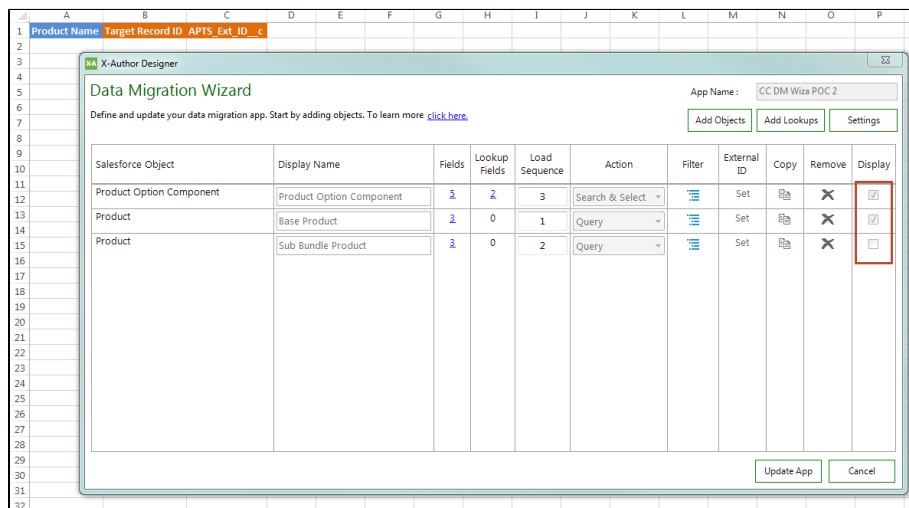 A B C D E F G H I J K L M N O P
1 Product Name Target Record ID APTS_Ext_ID__c
2
3
4
5
6
7
8
9
10
11
12
13
14
15
16
17
18
19
20
21
22
23
24
25
26
27
28
29
30
31
32
X-A X-Author Designer
Data Migration Wizard
App Name : CC DM Wiza POC 2
Define and update your data migration app. Start by adding objects. To learn more click here.
Add Objects Add Lookups Settings
Salesforce Object Display Name Fields Lookup Fields Load Sequence Action Filter External ID Copy Remove Display
Product Option Component Product Option Component 5 2 3 Search & Select Set
Product Base Product 3 0 1 Query Set
Product Sub Bundle Product 3 0 2 Query Set
Update App Cancel